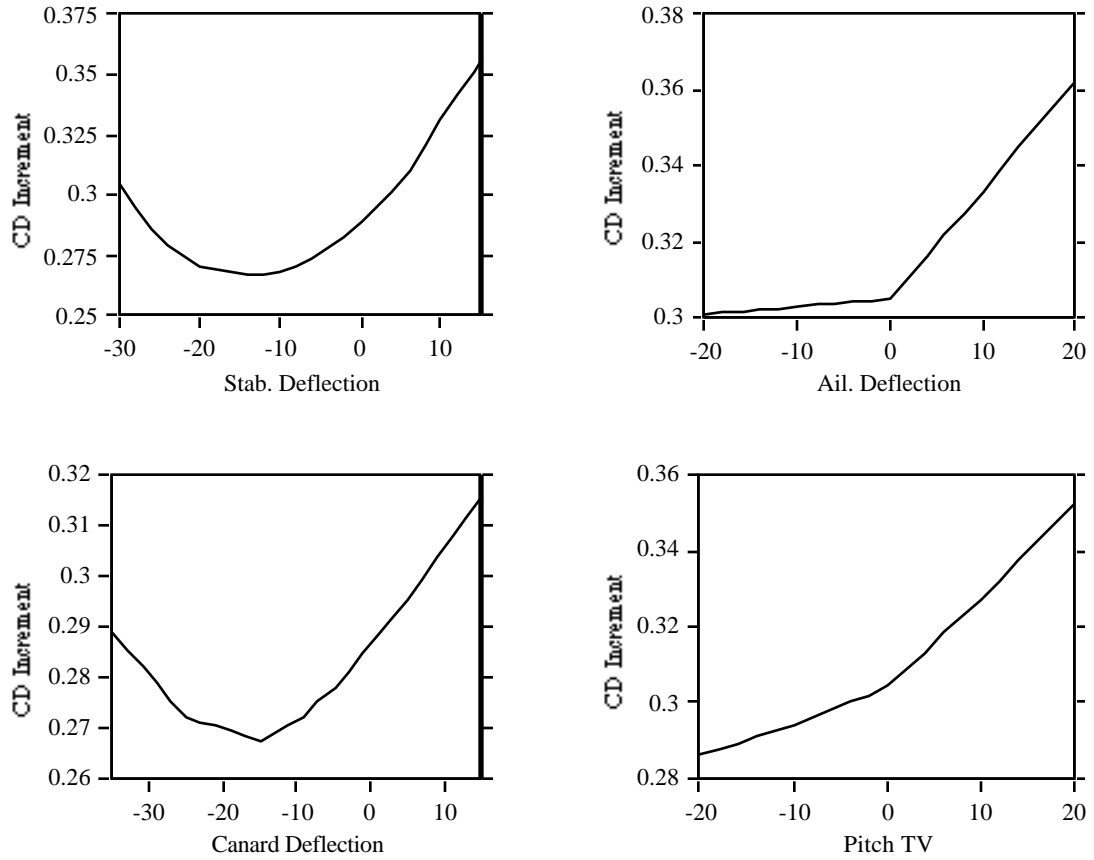 0.375
0.35
0.325
0.3
0.275
0.25
CD Increment
-30 -20 -10 0 10
Stab. Deflection
0.38
0.36
0.34
0.32
0.3
CD Increment
-20 -10 0 10 20
Ail. Deflection
0.32
0.31
0.3
0.29
0.28
0.27
0.26
CD Increment
-30 -20 -10 0 10
Canard Deflection
0.36
0.34
0.32
0.3
0.28
CD Increment
-20 -10 0 10 20
Pitch TV